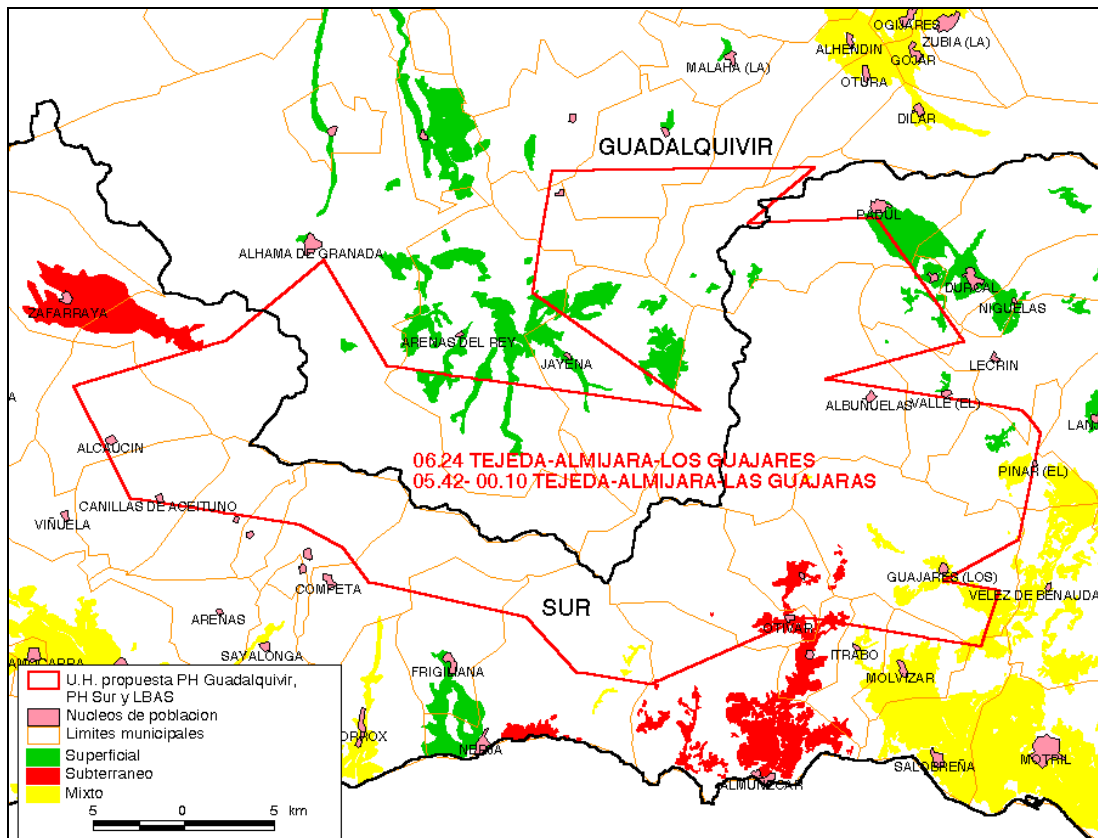 OGIJARES
ZUBIA (LA)
ALHENDIN
GOJAR
MALAHA (LA)
OTURA
DILAR
GUADALQUIVIR
PADUL
ALHAMA DE GRANADA
DURCAL
ZAFARRAYA
NIGUELAS
ARENAS DEL REY
JAYENA
LECRIN
ALBUÑUELAS
VALLE (EL)
A
LAN
ALCAUCIN
06.24 TEJEDA-ALMIJARA-LOS GUAJARES
PINAR (EL)
05.42- 00.10 TEJEDA-ALMIJARA-LAS GUAJARAS
CANILLAS DE ACEITUNO
VIÑUELA
GUAJARES (LOS)
COMPETA
VELEZ DE BENAUDA
SUR
ARENAS
OTIVAR
SAYALONGA
ITRABO
AMOCARRA
FRIGILIANA
MOLVIZAR
U.H. propuesta PH Guadalquivir,
PH Sur y LBAS
Nucleos de poblacion
Limites municipales
ORROX
NERJA
Superficial
Subterraneo
SALOBREÑA
MOTRIL
Mixto
ALMUÑECAR
5 0 5 km